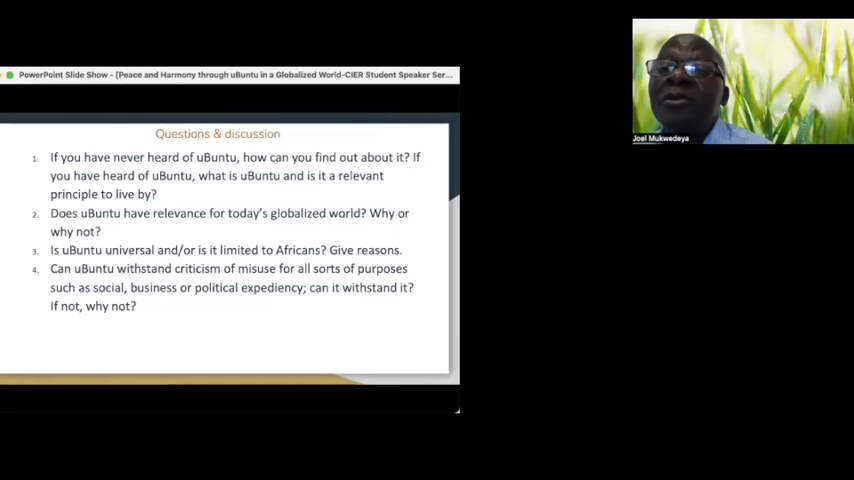 PowerPoint Slide Show - [Peace and Harmony through uBuntu in a Globalized World-CIER Student Speaker Ser...
Questions & discussion
1. If you have never heard of uBuntu, how can you find out about it? If
you have heard of uBuntu, what is uBuntu and is it a relevant
principle to live by?
2. Does uBuntu have relevance for today's globalized world? Why or
why not?
3. Is uBuntu universal and/or is it limited to Africans? Give reasons.
4. Can uBuntu withstand criticism of misuse for all sorts of purposes
such as social, business or political expediency; can it withstand it?
If not, why not?
Joel Mukwedeya